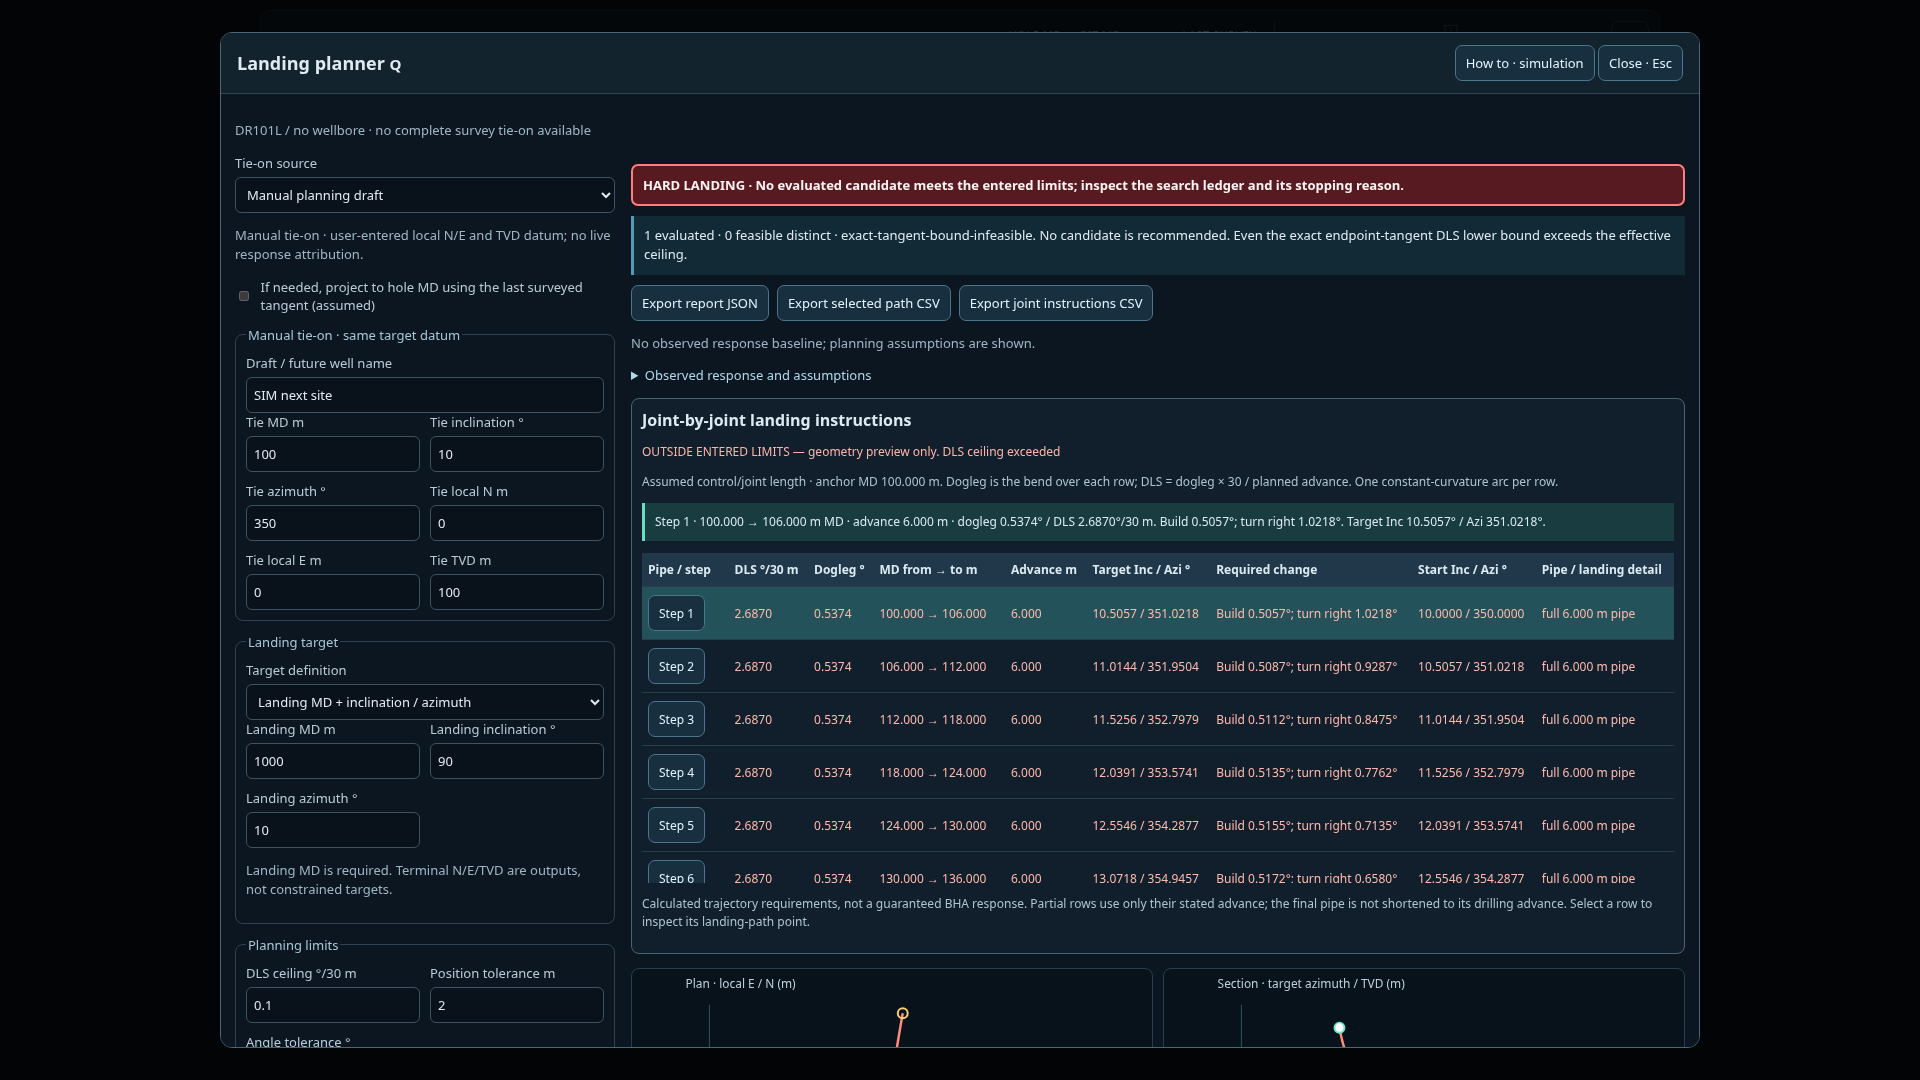 Landing planner Q
How to · simulation
Close · Esc
DR101L / no wellbore · no complete survey tie-on available
Tie-on source
Manual planning draft
Manual tie-on · user-entered local N/E and TVD datum; no live
response attribution.
If needed, project to hole MD using the last surveyed
tangent (assumed)
Manual tie-on · same target datum
Draft / future well name
SIM next site
Tie MD m
Tie inclination °
100
10
Tie azimuth °
Tie local N m
350
0
Tie local E m
Tie TVD m
0
100
Landing target
Target definition
Landing MD + inclination / azimuth
Landing MD m
Landing inclination °
1000
90
Landing azimuth °
10
Landing MD is required. Terminal N/E/TVD are outputs,
not constrained targets.
Planning limits
DLS ceiling °/30 m
Position tolerance m
0.1
2
Angle tolerance °
HARD LANDING · No evaluated candidate meets the entered limits; inspect the search ledger and its stopping reason.
1 evaluated · 0 feasible distinct · exact-tangent-bound-infeasible. No candidate is recommended. Even the exact endpoint-tangent DLS lower bound exceeds the effective
ceiling.
Export report JSON
Export selected path CSV
Export joint instructions CSV
No observed response baseline; planning assumptions are shown.
▶ Observed response and assumptions
Joint-by-joint landing instructions
OUTSIDE ENTERED LIMITS — geometry preview only. DLS ceiling exceeded
Assumed control/joint length · anchor MD 100.000 m. Dogleg is the bend over each row; DLS = dogleg × 30 / planned advance. One constant-curvature arc per row.
Step 1 · 100.000 → 106.000 m MD · advance 6.000 m · dogleg 0.5374° / DLS 2.6870°/30 m. Build 0.5057°; turn right 1.0218°. Target Inc 10.5057° / Azi 351.0218°.
Pipe / step DLS °/30 m Dogleg ° MD from → to m Advance m Target Inc / Azi ° Required change Start Inc / Azi ° Pipe / landing detail
Step 1 2.6870 0.5374 100.000 → 106.000 6.000 10.5057 / 351.0218 Build 0.5057°; turn right 1.0218° 10.0000 / 350.0000 full 6.000 m pipe
Step 2 2.6870 0.5374 106.000 → 112.000 6.000 11.0144 / 351.9504 Build 0.5087°; turn right 0.9287° 10.5057 / 351.0218 full 6.000 m pipe
Step 3 2.6870 0.5374 112.000 → 118.000 6.000 11.5256 / 352.7979 Build 0.5112°; turn right 0.8475° 11.0144 / 351.9504 full 6.000 m pipe
Step 4 2.6870 0.5374 118.000 → 124.000 6.000 12.0391 / 353.5741 Build 0.5135°; turn right 0.7762° 11.5256 / 352.7979 full 6.000 m pipe
Step 5 2.6870 0.5374 124.000 → 130.000 6.000 12.5546 / 354.2877 Build 0.5155°; turn right 0.7135° 12.0391 / 353.5741 full 6.000 m pipe
Step 6 2.6870 0.5374 130.000 → 136.000 6.000 13.0718 / 354.9457 Build 0.5172°; turn right 0.6580° 12.5546 / 354.2877 full 6.000 m pipe
Calculated trajectory requirements, not a guaranteed BHA response. Partial rows use only their stated advance; the final pipe is not shortened to its drilling advance. Select a row to
inspect its landing-path point.
Plan · local E / N (m)
Section · target azimuth / TVD (m)